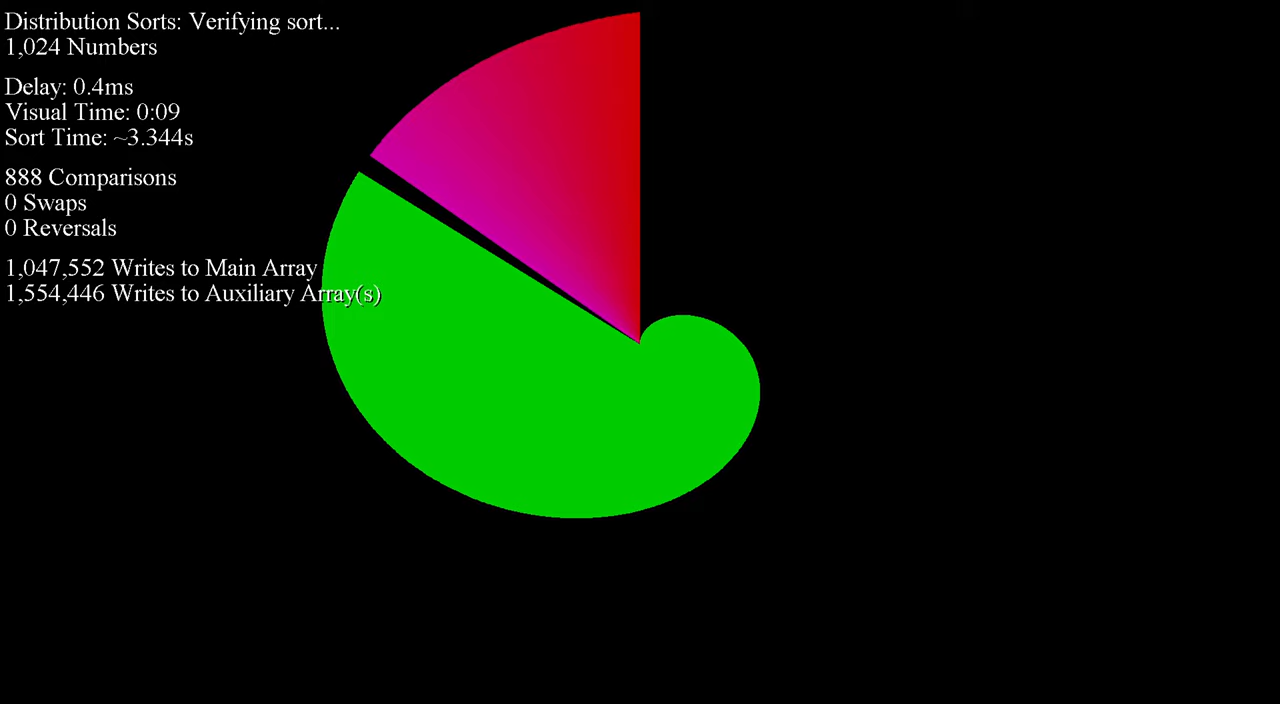 Distribution Sorts: Verifying sort...
1,024 Numbers
Delay: 0.4ms
Visual Time: 0:09
Sort Time: ~3.344s
888 Comparisons
0 Swaps
0 Reversals
1,047,552 Writes to Main Array
1,554,446 Writes to Auxiliary Array(s)